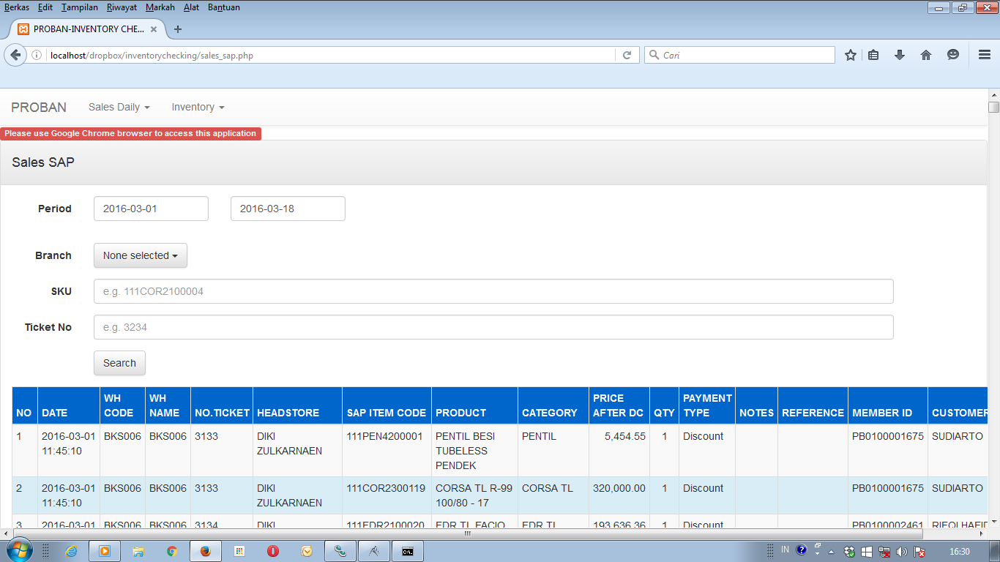 Berkas Edit Tampilan Riwayat Markah Alat Bantuan
PROBAN-INVENTORY CHE...
localhost/dropbox/inventorychecking/sales_sap.php
Cari
PROBAN Sales Daily Inventory
Please use Google Chrome browser to access this application
Sales SAP
Period 2016-03-01 2016-03-18
Branch None selected
SKU e.g. 111COR2100004
Ticket No e.g. 3234
Search
NO DATE WH CODE WH NAME NO.TICKET HEADSTORE SAP ITEM CODE PRODUCT CATEGORY PRICE AFTER DC QTY PAYMENT TYPE NOTES REFERENCE MEMBER ID CUSTOMER
1 2016-03-01 11:45:10 BKS006 BKS006 3133 DIKI ZULKARNAEN 111PEN4200001 PENTIL BESI TUBELESS PENDEK PENTIL 5,454.55 1 Discount PB0100001675 SUDIARTO
2 2016-03-01 11:45:10 BKS006 BKS006 3133 DIKI ZULKARNAEN 111COR2300119 CORSA TL R-99 100/80 - 17 CORSA TL 320,000.00 1 Discount PB0100001675 SUDIARTO
3 2016-03-01 BKS006 BKS006 3134 DIKI 111FDR2100020 FDR TL FACIO FDR TL 193,636.36 1 Discount PB0100002461
IN 16:30